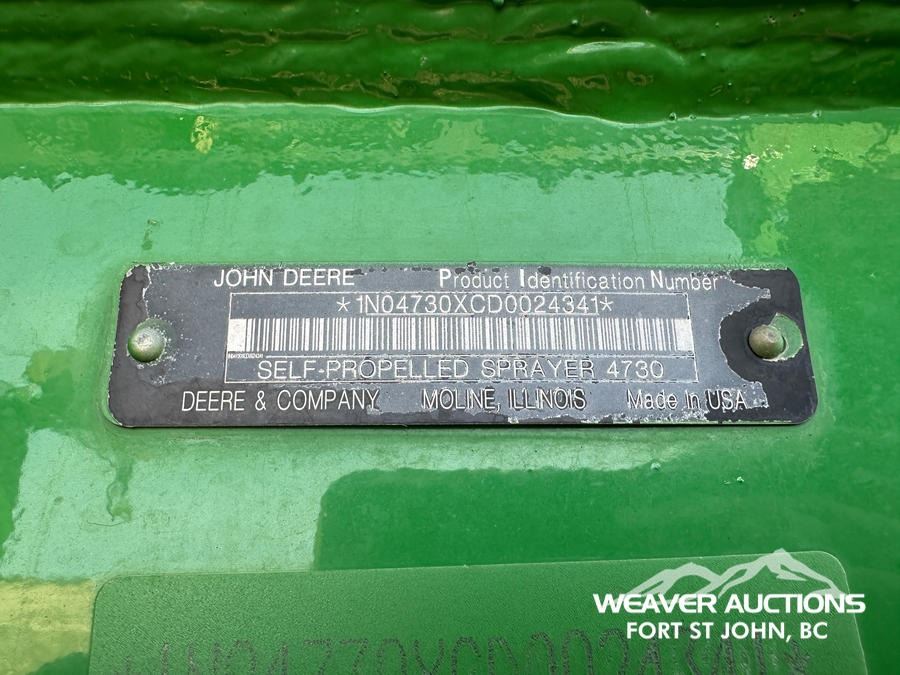 JOHN DEERE Product Identification Number
*1N04730XCD0024341*
SELF-PROPELLED SPRAYER 4730
DEERE & COMPANY MOLINE, ILLINOIS Made in USA
WEAVER AUCTIONS
FORT ST JOHN, BC